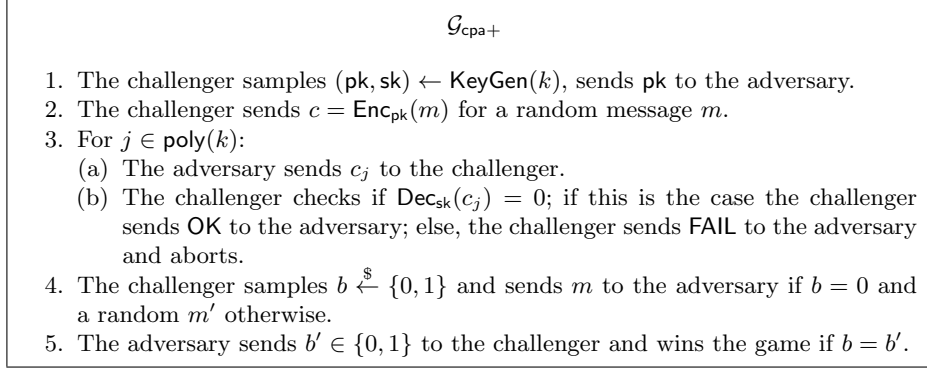 𝒢cpa+
1. The challenger samples (pk, sk) ← KeyGen(k), sends pk to the adversary.
2. The challenger sends c = Encpk(m) for a random message m.
3. For j ∈ poly(k):
(a) The adversary sends cj to the challenger.
(b) The challenger checks if Decsk(cj) = 0; if this is the case the challenger
sends OK to the adversary; else, the challenger sends FAIL to the adversary
and aborts.
4. The challenger samples b $← {0, 1} and sends m to the adversary if b = 0 and
a random m′ otherwise.
5. The adversary sends b′ ∈ {0, 1} to the challenger and wins the game if b = b′.